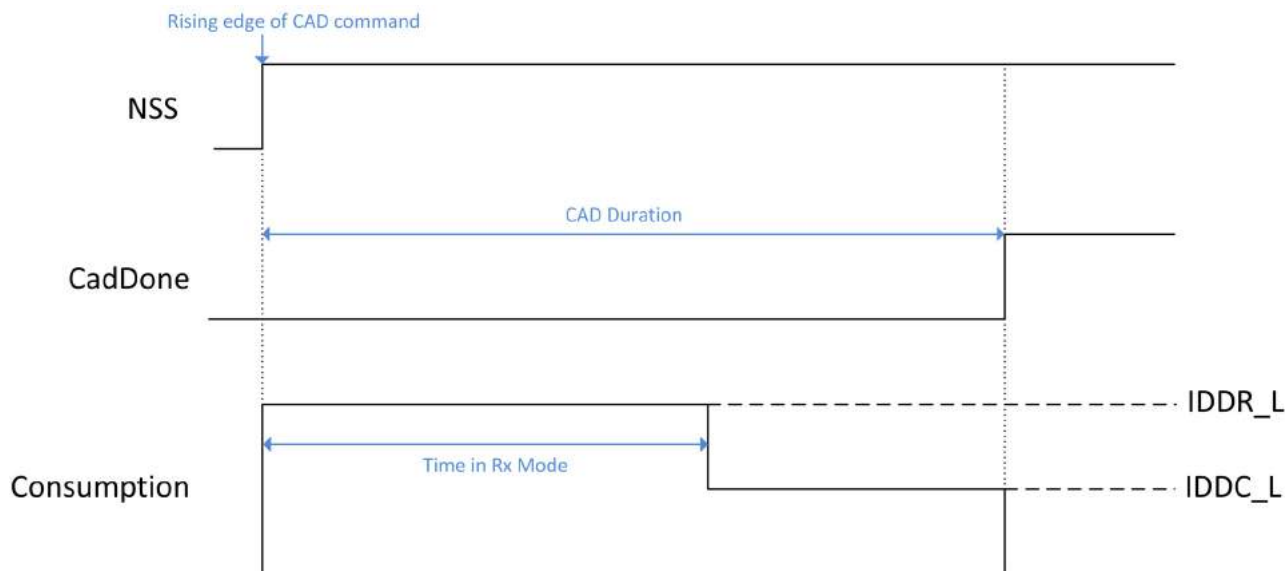 Rising edge of CAD command
NSS
CAD Duration
CadDone
IDDR_L
Time in Rx Mode
Consumption
IDDC_L